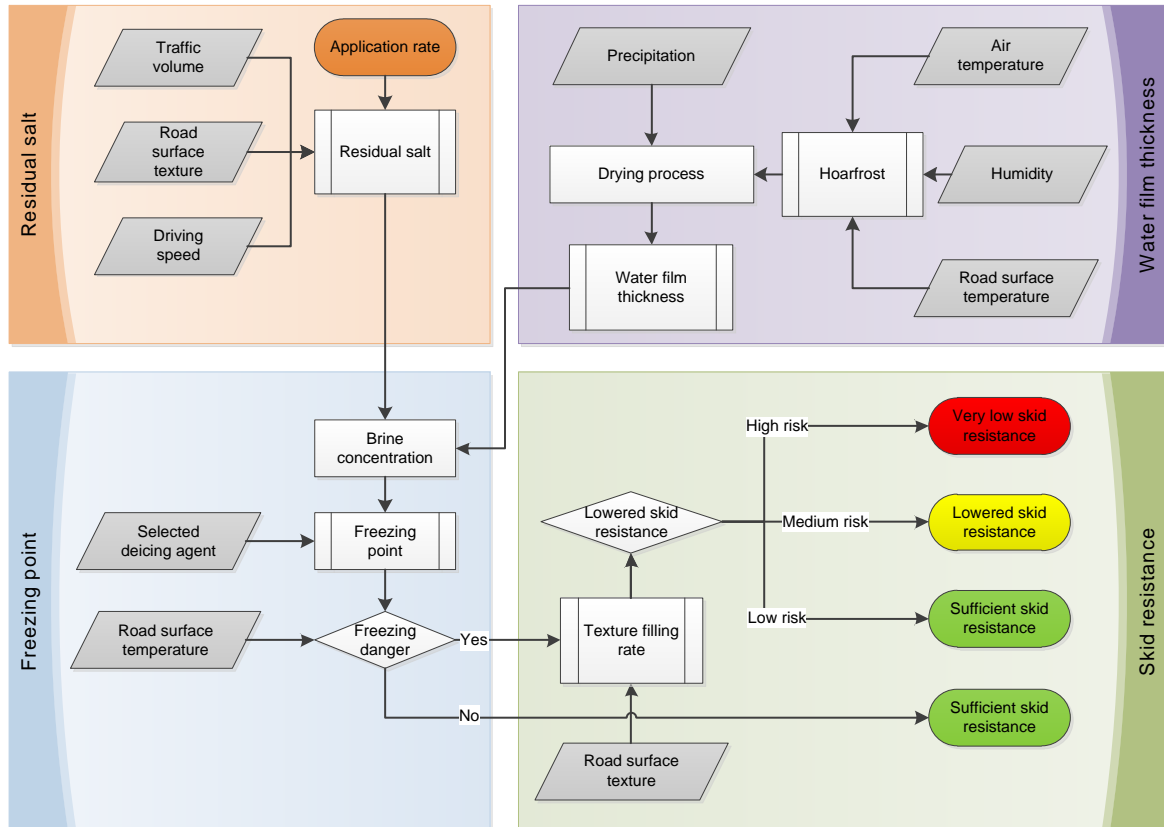 Residual salt
Traffic
volume
Road
surface
texture
Driving
speed
Application rate
Residual salt
Water film thickness
Precipitation
Air
temperature
Drying process
Hoarfrost
Humidity
Water film
thickness
Road surface
temperature
Freezing point
Brine
concentration
Selected
deicing agent
Freezing
point
Road surface
temperature
Freezing
danger
Yes
No
Skid resistance
High risk
Very low skid
resistance
Lowered skid
resistance
Medium risk
Lowered skid
resistance
Low risk
Sufficient skid
resistance
Texture filling
rate
Sufficient skid
resistance
Road surface
texture